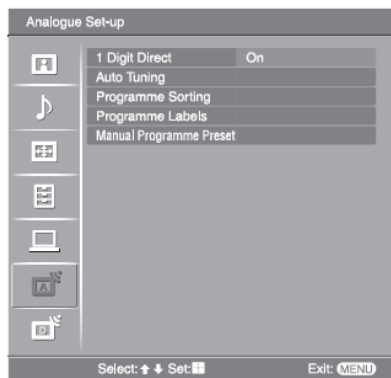 Analogue Set-up
1 Digit Direct On
Auto Tuning
Programme Sorting
Programme Labels
Manual Programme Preset
A
D
Select: Set: Exit: MENU